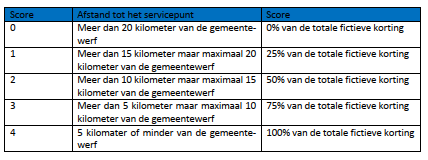 Score Afstand tot het servicepunt Score
0 Meer dan 20 kilometer van de gemeente- 0% van de totale fictieve korting
werf
1 Meer dan 15 kilometer maar maximaal 20 25% van de totale fictieve korting
kilometer van de gemeentewerf
2 Meer dan 10 kilometer maar maximaal 15 50% van de totale fictieve korting
kilometer van de gemeentewerf
3 Meer dan 5 kilometer maar maximaal 10 75% van de totale fictieve korting
kilometer van de gemeentewerf
4 5 kilomater of minder van de gemeente- 100% van de totale fictieve korting
werf